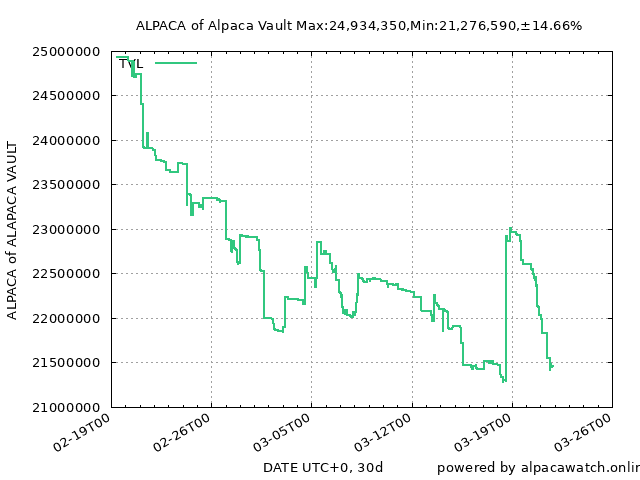 ALPACA of Alpaca Vault Max:24,934,350,Min:21,276,590,±14.66%
25000000
TVL
24500000
24000000
23500000
23000000
22500000
22000000
21500000
21000000
ALPACA of ALAPACA VAULT
02-19T00
02-26T00
03-05T00
03-12T00
03-19T00
03-26T00
DATE UTC+0, 30d
powered by alpacawatch.onlin